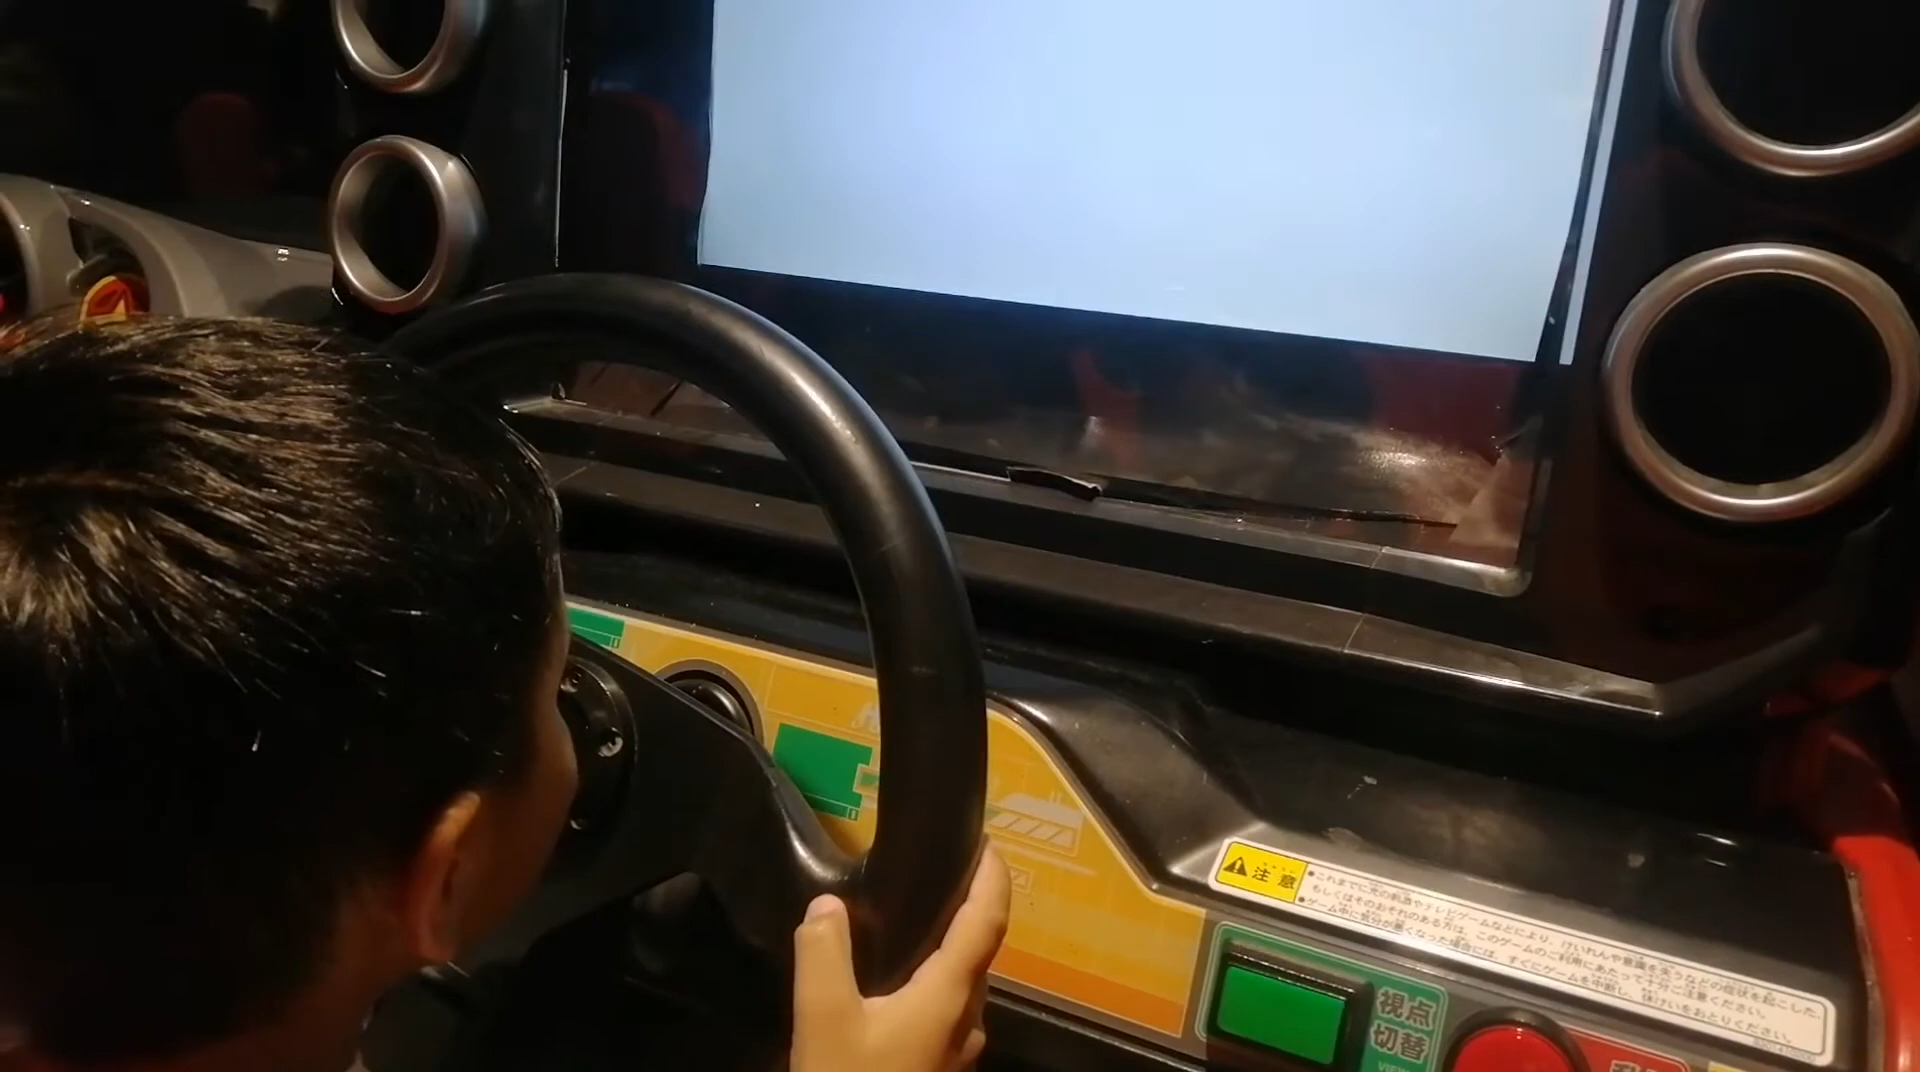 注意
●これまでに光の刺激やテレビゲームなどにより、けいれんや意識を失うなどの症状を起こした、
もしくはそのおそれのある方は、このゲームのご利用にあたって十分ご注意ください。
●ゲーム中に気分が悪くなった場合には、すぐにゲームを中断し、休けいをおとりください。
視点
切替
VIEW